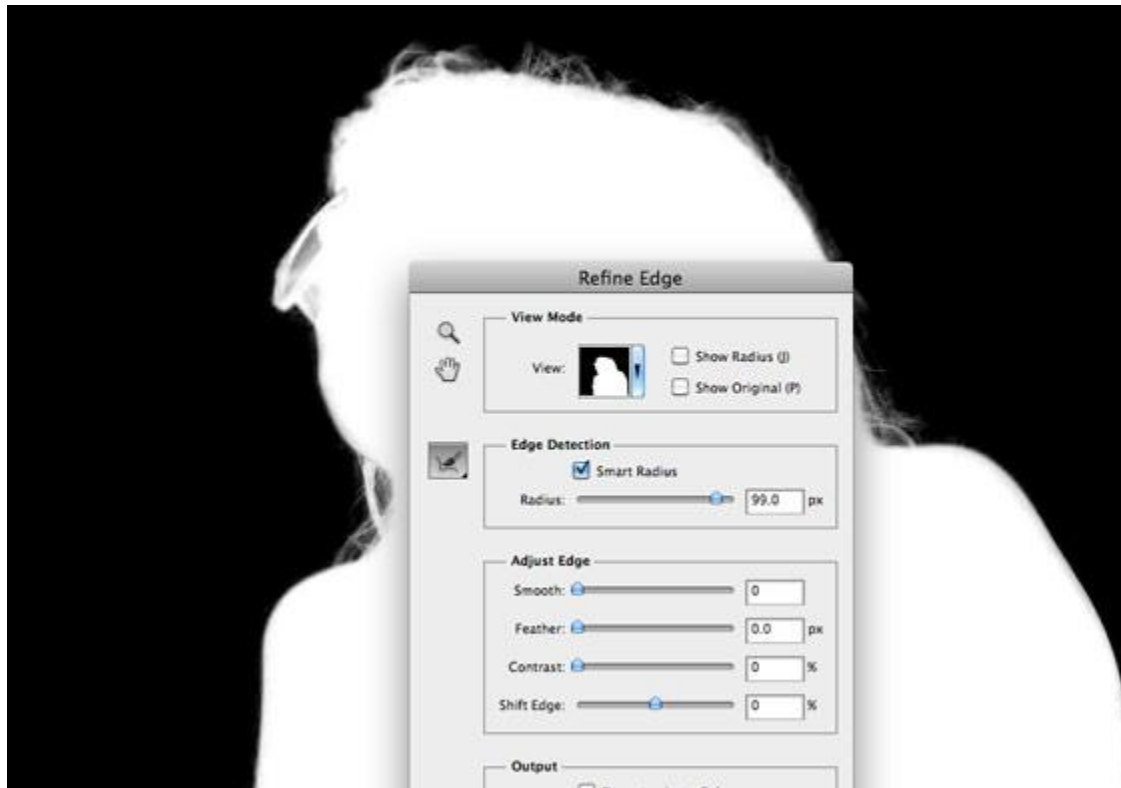 Refine Edge
View Mode
View:
Show Radius (J)
Show Original (P)
Edge Detection
Smart Radius
Radius: 99.0 px
Adjust Edge
Smooth: 0
Feather: 0.0 px
Contrast: 0 %
Shift Edge: 0 %
Output